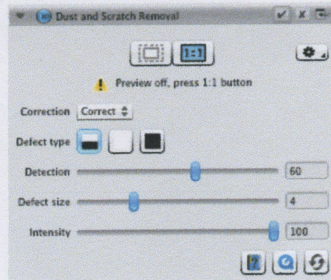 Dust and Scratch Removal
1:1
Preview off, press 1:1 button
Correction Correct
Defect type
Detection 60
Defect size 4
Intensity 100